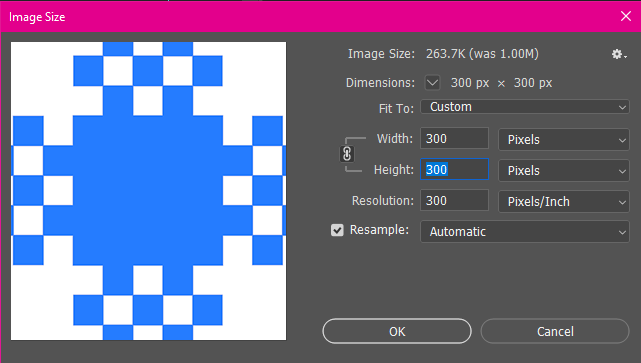 Image Size
Image Size: 263.7K (was 1.00M)
Dimensions: 300 px × 300 px
Fit To: Custom
Width: 300 Pixels
Height: 300 Pixels
Resolution: 300 Pixels/Inch
Resample: Automatic
OK Cancel